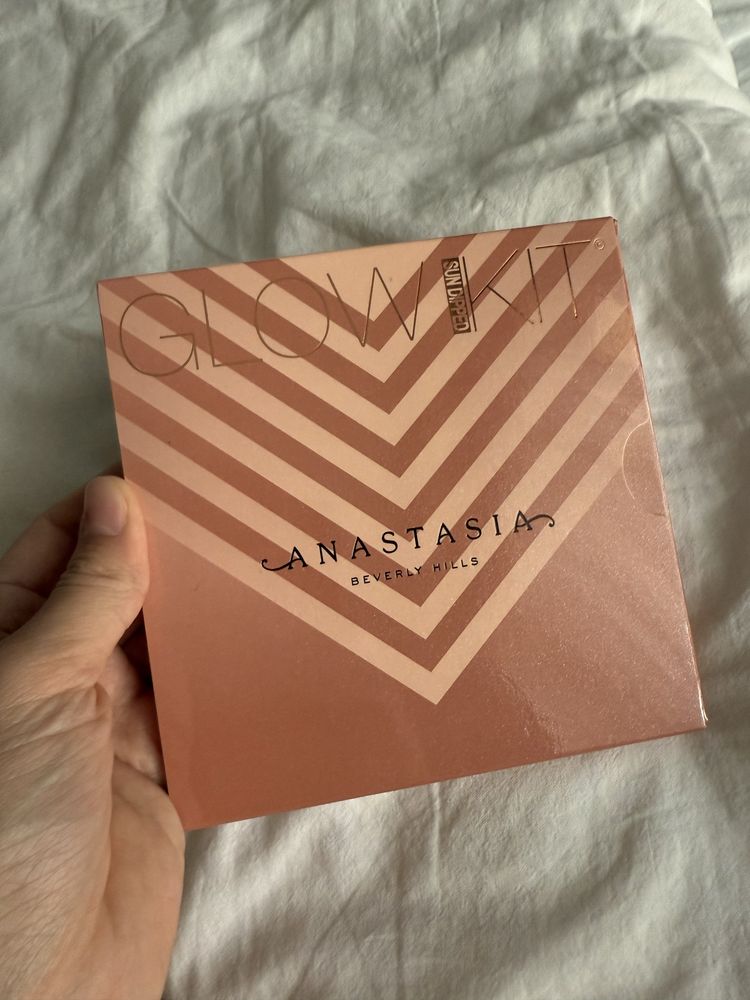 GLOW SUN DIPPED KIT©
ANASTASIA
BEVERLY HILLS